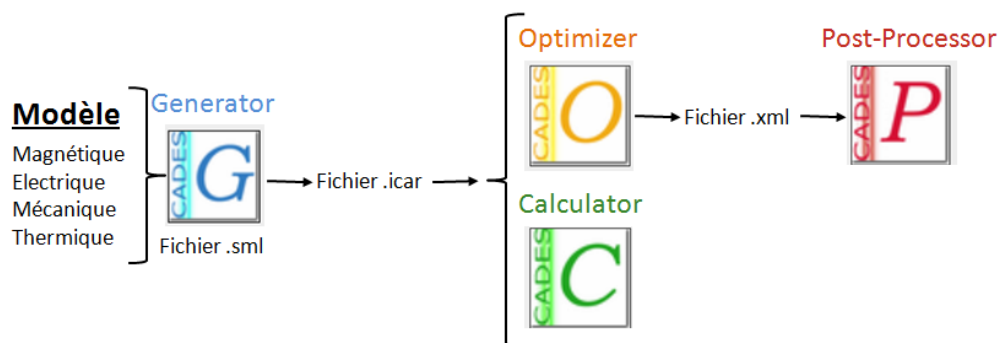 Modèle
Magnétique
Electrique
Mécanique
Thermique
Generator
CADES G
Fichier .sml
Fichier .icar
Optimizer
CADES O
Fichier .xml
Post-Processor
CADES P
Calculator
CADES C